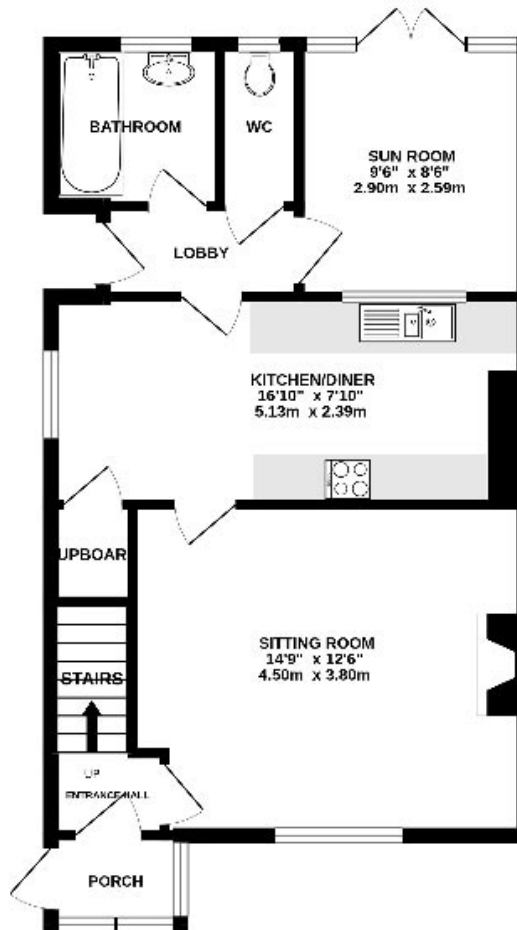 BATHROOM
WC
SUN ROOM
9'6" x 8'6"
2.90m x 2.59m
LOBBY
KITCHEN/DINER
16'10" x 7'10"
5.13m x 2.39m
UPBOAR
SITTING ROOM
14'9" x 12'6"
4.50m x 3.80m
STAIRS
UP
ENTRANCE HALL
PORCH